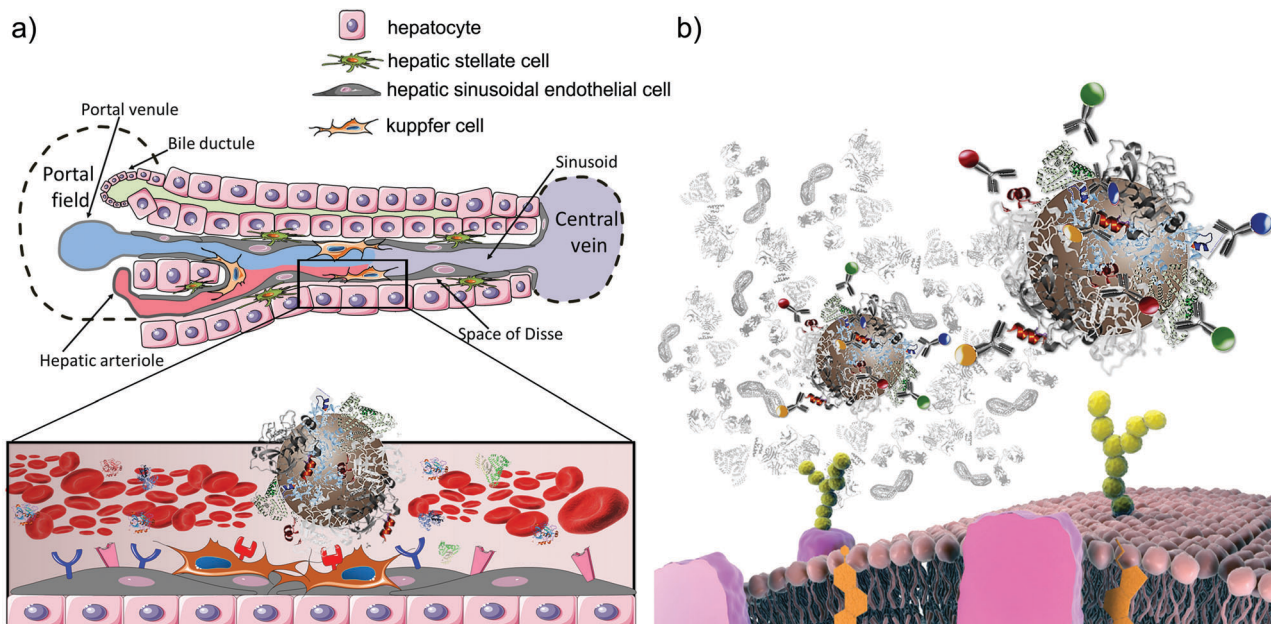 a)
hepatocyte
hepatic stellate cell
hepatic sinusoidal endothelial cell
kuppfer cell
Portal venule
Bile ductule
Portal
field
Sinusoid
Central
vein
Space of Disse
Hepatic arteriole
b)